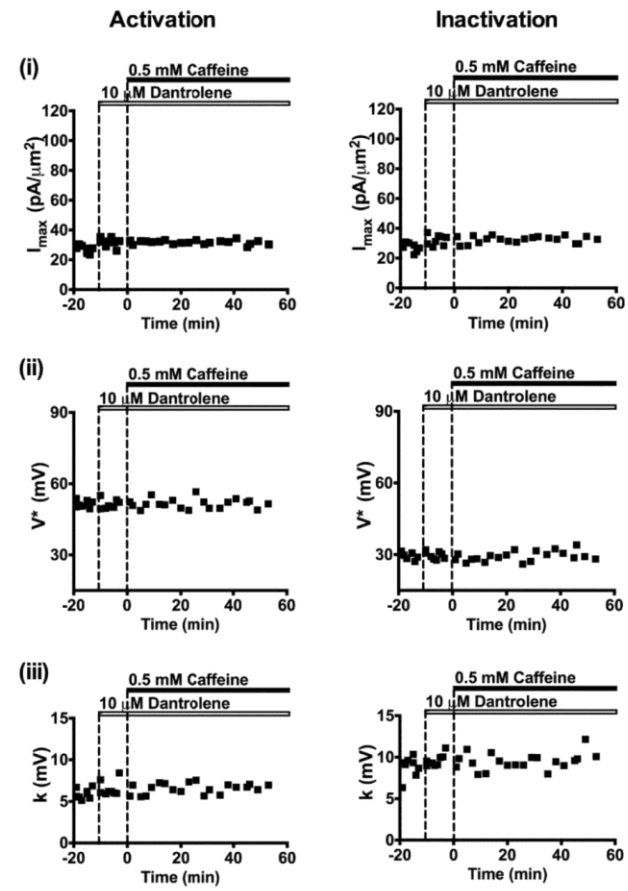 Activation
Inactivation
(i)
0.5 mM Caffeine
10 μM Dantrolene
120
100
80
60
40
20
0
Imax (pA/μm2)
-20 0 20 40 60
Time (min)
0.5 mM Caffeine
10 μM Dantrolene
120
100
80
60
40
20
0
Imax (pA/μm2)
-20 0 20 40 60
Time (min)
(ii)
0.5 mM Caffeine
10 μM Dantrolene
90
60
30
V* (mV)
-20 0 20 40 60
Time (min)
0.5 mM Caffeine
10 μM Dantrolene
90
60
30
V* (mV)
-20 0 20 40 60
Time (min)
(iii)
0.5 mM Caffeine
10 μM Dantrolene
15
10
5
0
k (mV)
-20 0 20 40 60
Time (min)
0.5 mM Caffeine
10 μM Dantrolene
15
10
5
0
k (mV)
-20 0 20 40 60
Time (min)